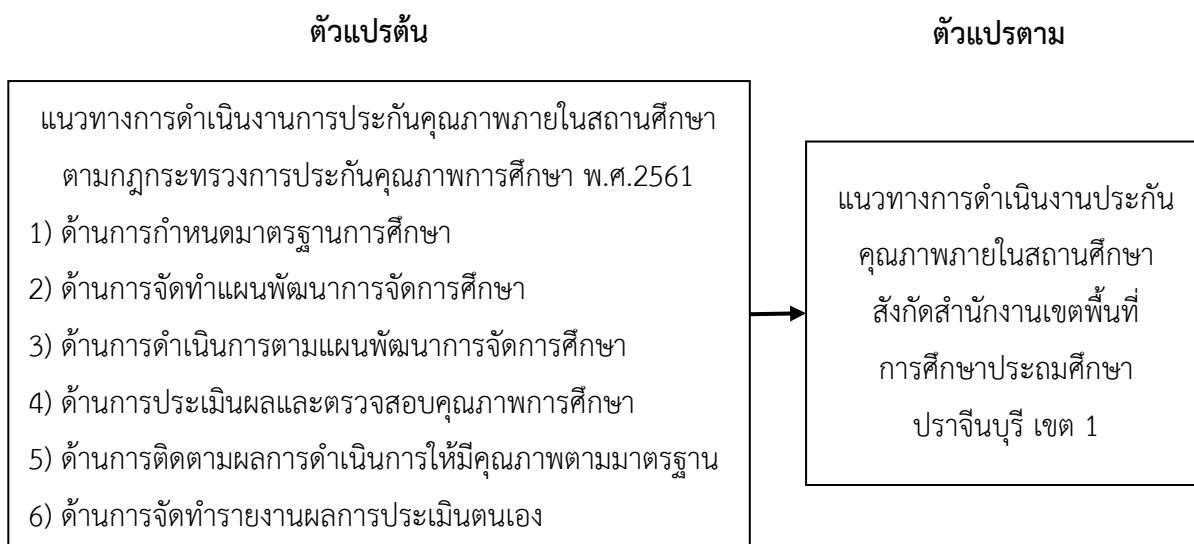 ตัวแปรต้น
ตัวแปรตาม
แนวทางการดำเนินงานการประกันคุณภาพภายในสถานศึกษา
ตามกฎกระทรวงการประกันคุณภาพการศึกษา พ.ศ.2561
1) ด้านการกำหนดมาตรฐานการศึกษา
2) ด้านการจัดทำแผนพัฒนาการจัดการศึกษา
3) ด้านการดำเนินการตามแผนพัฒนาการจัดการศึกษา
4) ด้านการประเมินผลและตรวจสอบคุณภาพการศึกษา
5) ด้านการติดตามผลการดำเนินการให้มีคุณภาพตามมาตรฐาน
6) ด้านการจัดทำรายงานผลการประเมินตนเอง
แนวทางการดำเนินงานประกัน
คุณภาพภายในสถานศึกษา
สังกัดสำนักงานเขตพื้นที่
การศึกษาประถมศึกษา
ปราจีนบุรี เขต 1